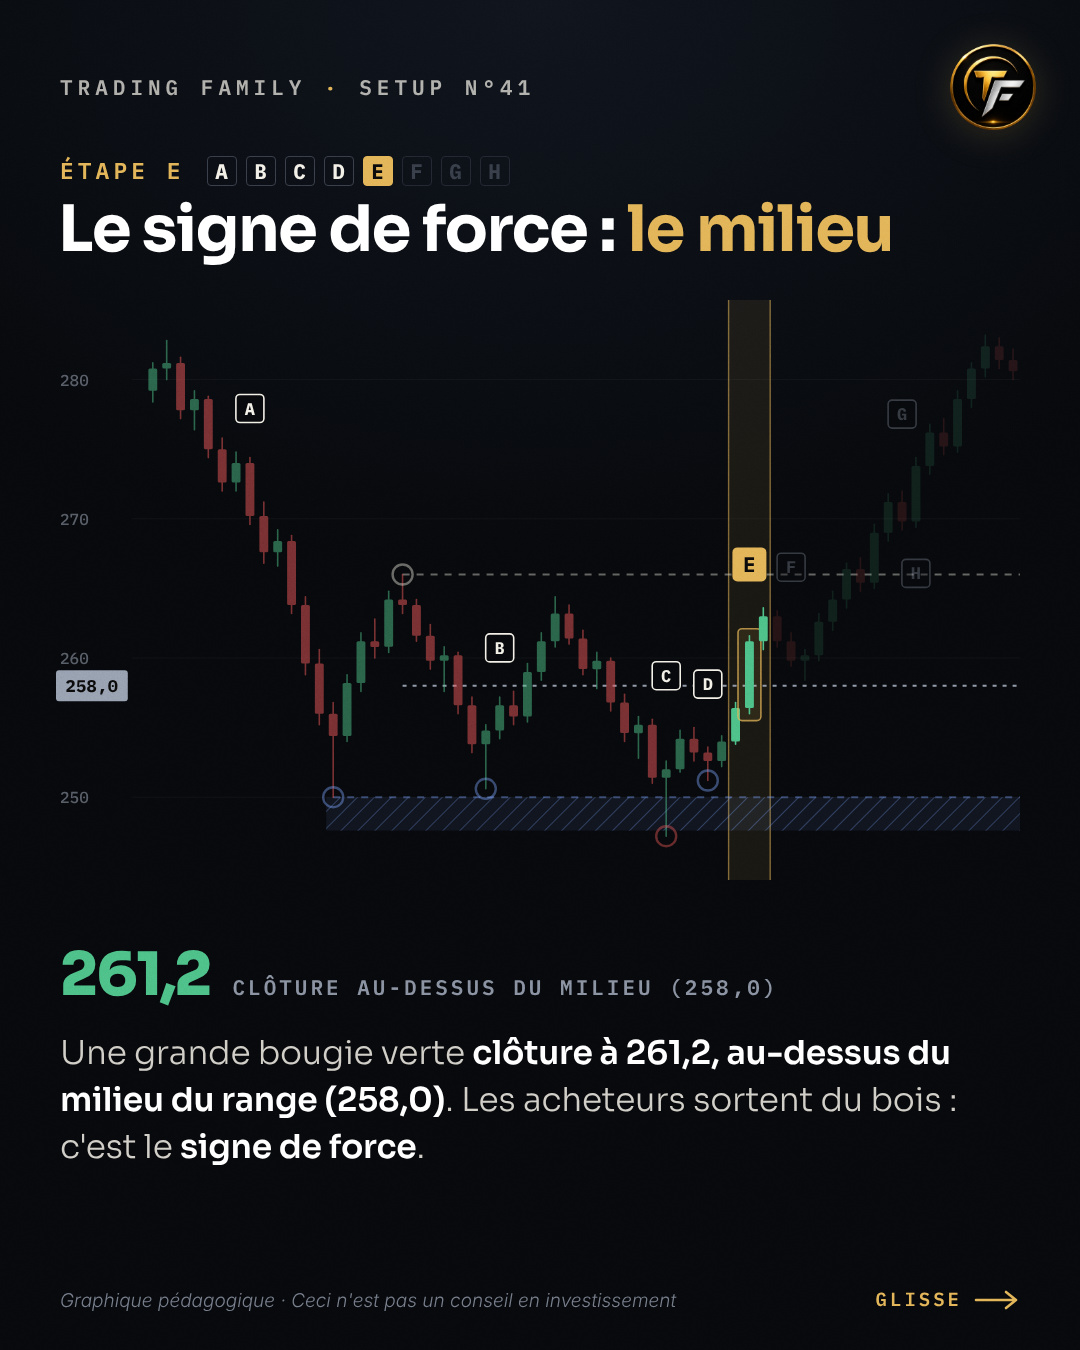 TRADING FAMILY · SETUP N°41
TF
ÉTAPE E A B C D E F G H
Le signe de force : le milieu
280
A
G
270
E
F
H
B
260
C
D
258,0
250
261,2 CLÔTURE AU-DESSUS DU MILIEU (258,0)
Une grande bougie verte clôture à 261,2, au-dessus du
milieu du range (258,0). Les acheteurs sortent du bois :
c'est le signe de force.
Graphique pédagogique · Ceci n'est pas un conseil en investissement
GLISSE →